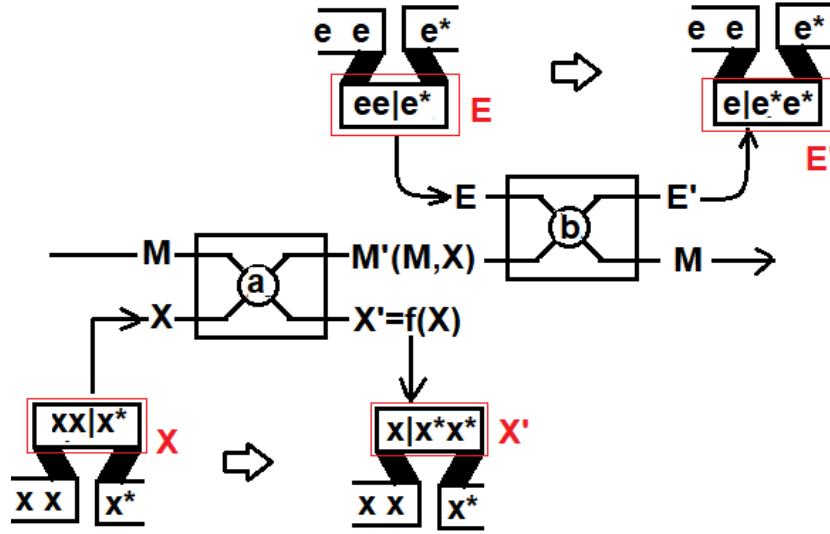 e e e* e e e*
ee|e* E e|e*e* E'
E E'
M M'(M,X) b M
a
X X'=f(X)
xx|x* X x|x*x* X'
x x x* x x x*